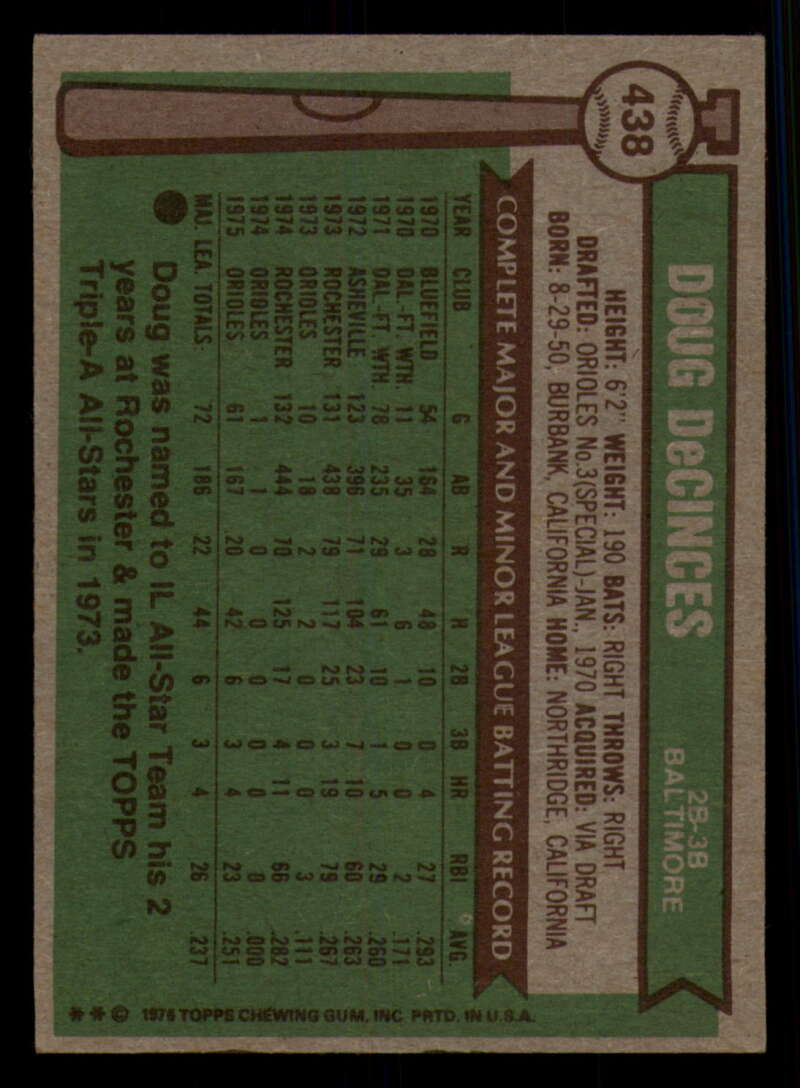 438
DOUG DeCINCES
2B-3B
BALTIMORE
HEIGHT: 6'2" WEIGHT: 190 BATS: RIGHT THROWS: RIGHT
DRAFTED: ORIOLES No.3(SPECIAL)-JAN., 1970 ACQUIRED: VIA DRAFT
BORN: 8-29-50, BURBANK, CALIFORNIA HOME: NORTHRIDGE, CALIFORNIA
COMPLETE MAJOR AND MINOR LEAGUE BATTING RECORD
YEAR CLUB G AB R H 2B 3B HR RBI AVG.
1970 BLUEFIELD 54 164 28 48 10 0 4 27 .293
1970 DAL.-FT. WTH. 11 35 3 6 1 0 0 2 .171
1971 DAL.-FT. WTH. 78 235 29 61 10 1 5 29 .260
1972 ASHEVILLE 123 396 71 104 23 7 10 60 .263
1973 ROCHESTER 131 438 79 117 25 3 19 79 .267
1973 ORIOLES 10 18 2 2 0 0 0 3 .111
1974 ROCHESTER 132 444 70 125 17 4 11 66 .282
1974 ORIOLES 1 1 0 0 0 0 0 0 .000
1975 ORIOLES 61 167 20 42 6 3 4 23 .251
MAJ. LEA. TOTALS: 72 186 22 44 6 3 4 26 .237
Doug was named to IL All-Star Team his 2
years at Rochester & made the TOPPS
Triple-A All-Stars in 1973.
* * © 1976 TOPPS CHEWING GUM, INC. PRTD. IN U.S.A.